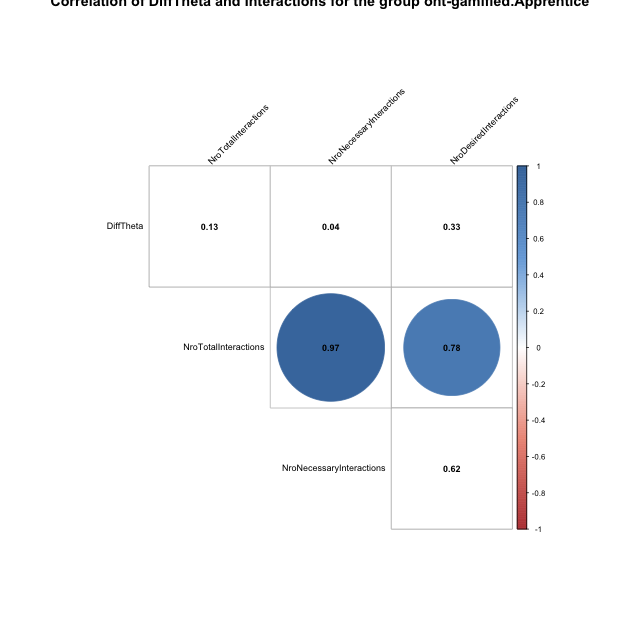 Correlation of DiffTheta and Interactions for the group ont-gamified.Apprentice
NroTotalInteractions
NroNecessaryInteractions
NroDesiredInteractions
DiffTheta 0.13 0.04 0.33
NroTotalInteractions 0.97 0.78
NroNecessaryInteractions 0.62
1
0.8
0.6
0.4
0.2
0
-0.2
-0.4
-0.6
-0.8
-1